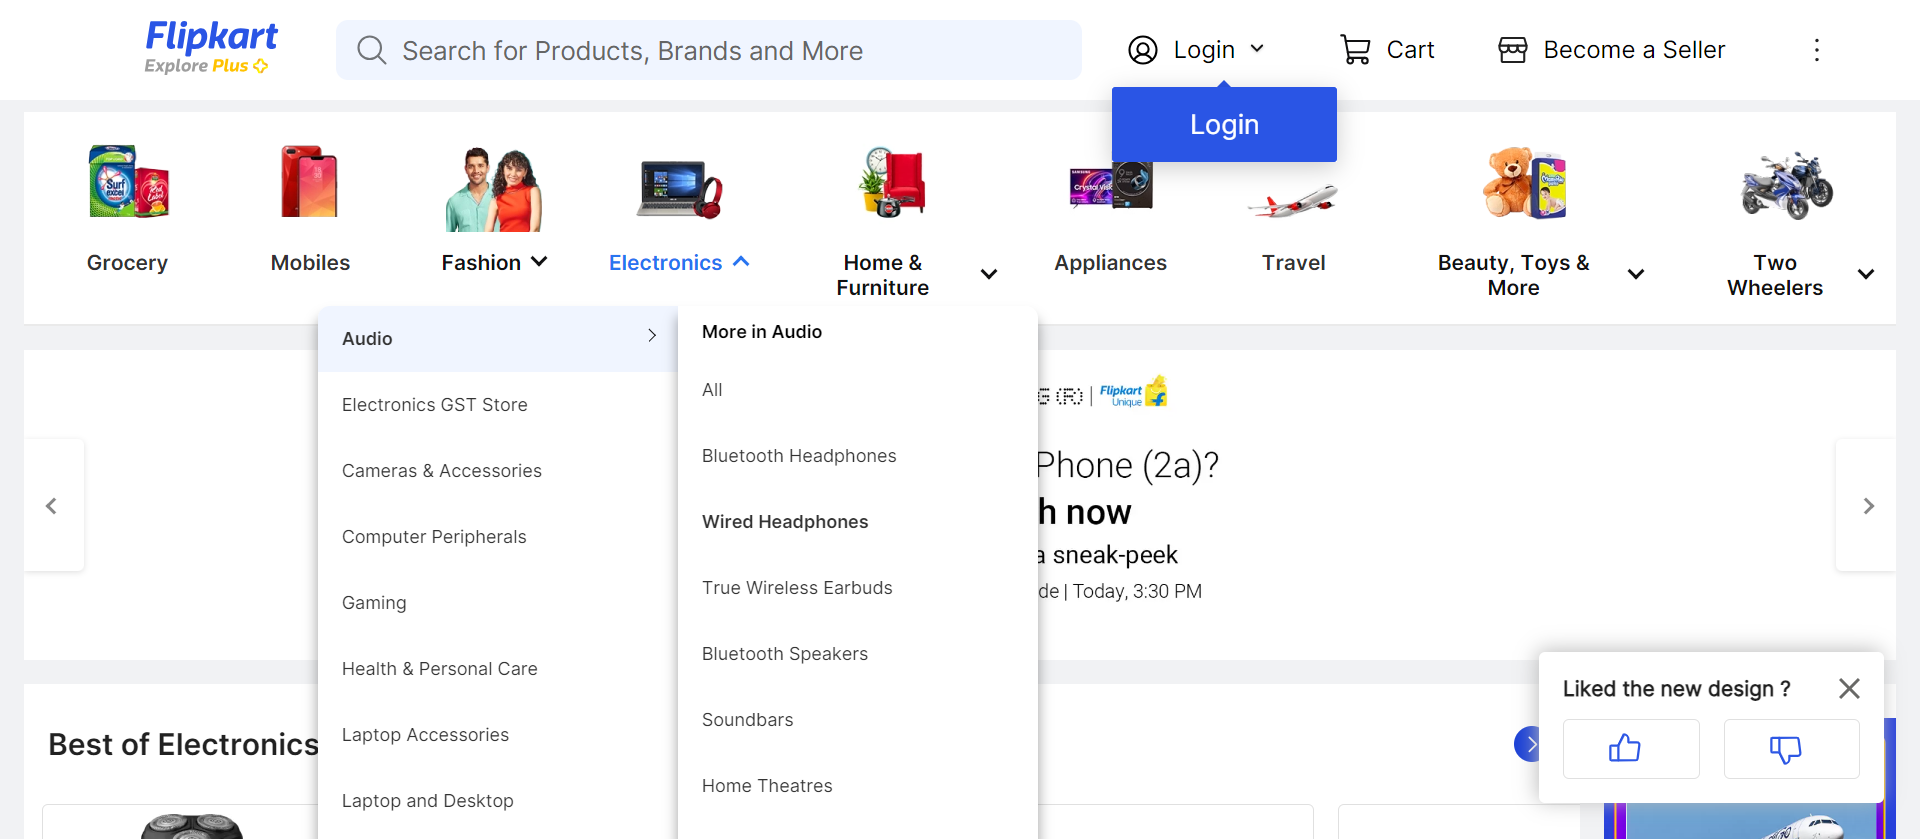 Flipkart
Explore Plus
Search for Products, Brands and More
Login
Cart
Become a Seller
Login
Grocery
Mobiles
Fashion
Electronics
Home &
Furniture
Appliances
Travel
Beauty, Toys &
More
Two
Wheelers
Audio
Electronics GST Store
Cameras & Accessories
Computer Peripherals
Gaming
Health & Personal Care
Laptop Accessories
Laptop and Desktop
More in Audio
All
Bluetooth Headphones
Wired Headphones
True Wireless Earbuds
Bluetooth Speakers
Soundbars
Home Theatres
G (R) | Flipkart
Unique
Phone (2a)?
h now
a sneak-peek
de | Today, 3:30 PM
Best of Electronics
Liked the new design ?